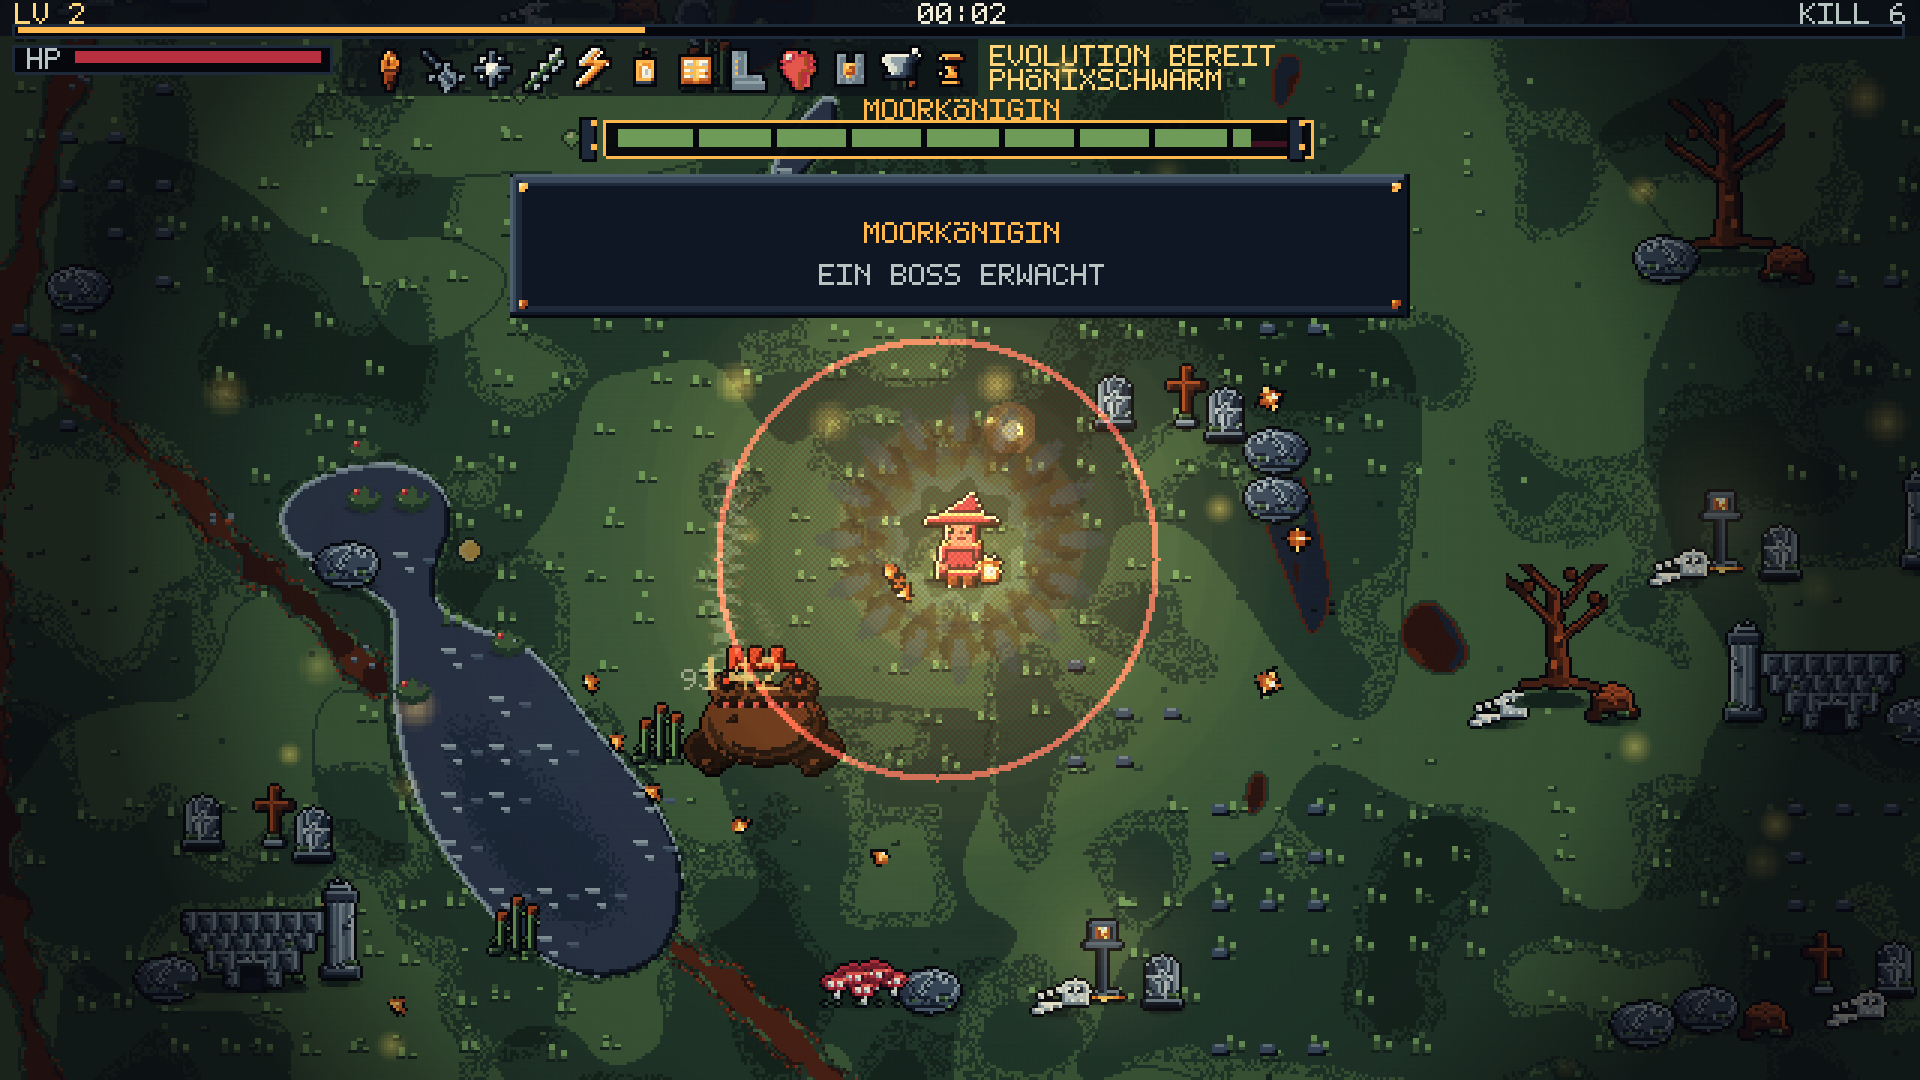 LV 2
00:02
KILL 6
HP
EVOLUTION BEREIT
PHöNIXSCHWARM
MOORKöNIGIN
MOORKöNIGIN
EIN BOSS ERWACHT